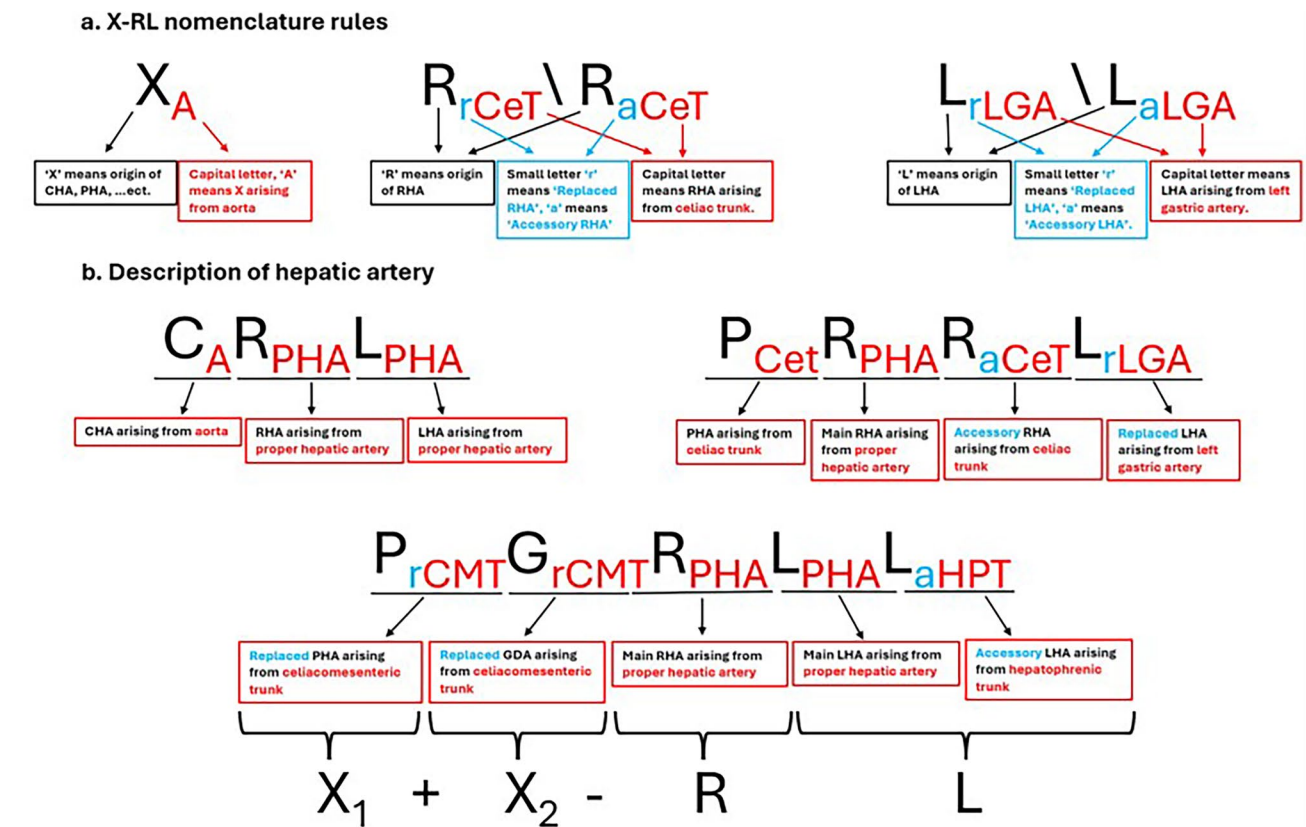 a. X-RL nomenclature rules
XA
RrCeT \ RaCeT
LrLGA \ LaLGA
'X' means origin of
CHA, PHA, ...ect.
Capital letter, 'A'
means X arising
from aorta
'R' means origin
of RHA
Small letter 'r'
means 'Replaced
RHA', 'a' means
'Accessory RHA'
Capital letter
means RHA arising
from celiac trunk.
'L' means origin
of LHA
Small letter 'r'
means 'Replaced
LHA', 'a' means
'Accessory LHA'.
Capital letter means
LHA arising from left
gastric artery.
b. Description of hepatic artery
CARPHALPHA
CHA arising from aorta
RHA arising from
proper hepatic artery
LHA arising from
proper hepatic artery
PCetRPHARaCeTLrLGA
PHA arising from
celiac trunk
Main RHA arising
from proper
hepatic artery
Accessory RHA
arising from celiac
trunk
Replaced LHA
arising from left
gastric artery
PrCMTGrCMTRPHALPHALaHPT
Replaced PHA arising
from celiacomesenteric
trunk
Replaced GDA arising
from celiacomesenteric
trunk
Main RHA arising from
proper hepatic artery
Main LHA arising from
proper hepatic artery
Accessory LHA arising
from hepatophrenic
trunk
X1 + X2 - R L